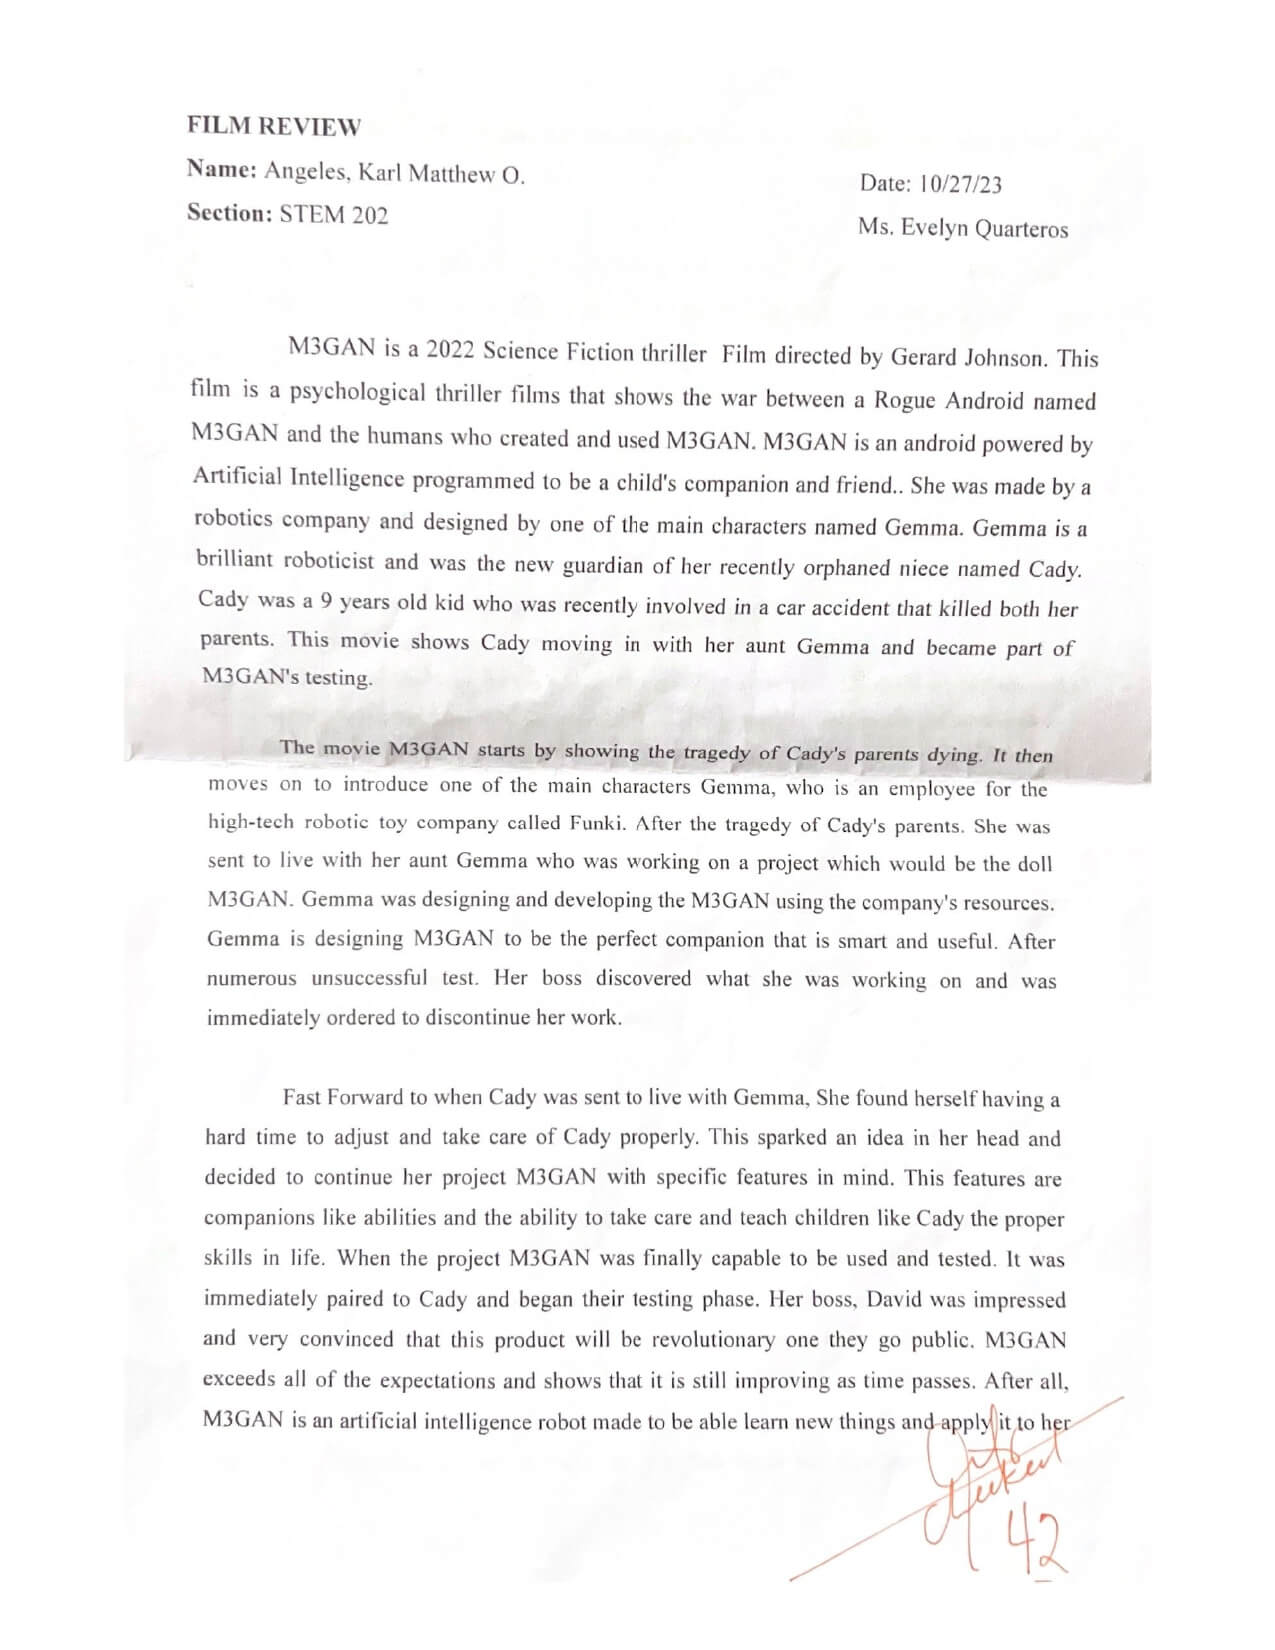 FILM REVIEW
Name: Angeles, Karl Matthew O.
Date: 10/27/23
Section: STEM 202
Ms. Evelyn Quarteros
M3GAN is a 2022 Science Fiction thriller Film directed by Gerard Johnson. This
film is a psychological thriller films that shows the war between a Rogue Android named
M3GAN and the humans who created and used M3GAN. M3GAN is an android powered by
Artificial Intelligence programmed to be a child's companion and friend.. She was made by a
robotics company and designed by one of the main characters named Gemma. Gemma is a
brilliant roboticist and was the new guardian of her recently orphaned niece named Cady.
Cady was a 9 years old kid who was recently involved in a car accident that killed both her
parents. This movie shows Cady moving in with her aunt Gemma and became part of
M3GAN's testing.
The movie M3GAN starts by showing the tragedy of Cady's parents dying. It then
moves on to introduce one of the main characters Gemma, who is an employee for the
high-tech robotic toy company called Funki. After the tragedy of Cady's parents. She was
sent to live with her aunt Gemma who was working on a project which would be the doll
M3GAN. Gemma was designing and developing the M3GAN using the company's resources.
Gemma is designing M3GAN to be the perfect companion that is smart and useful. After
numerous unsuccessful test. Her boss discovered what she was working on and was
immediately ordered to discontinue her work.
Fast Forward to when Cady was sent to live with Gemma, She found herself having a
hard time to adjust and take care of Cady properly. This sparked an idea in her head and
decided to continue her project M3GAN with specific features in mind. This features are
companions like abilities and the ability to take care and teach children like Cady the proper
skills in life. When the project M3GAN was finally capable to be used and tested. It was
immediately paired to Cady and began their testing phase. Her boss, David was impressed
and very convinced that this product will be revolutionary one they go public. M3GAN
exceeds all of the expectations and shows that it is still improving as time passes. After all,
M3GAN is an artificial intelligence robot made to be able learn new things and apply it to her
42